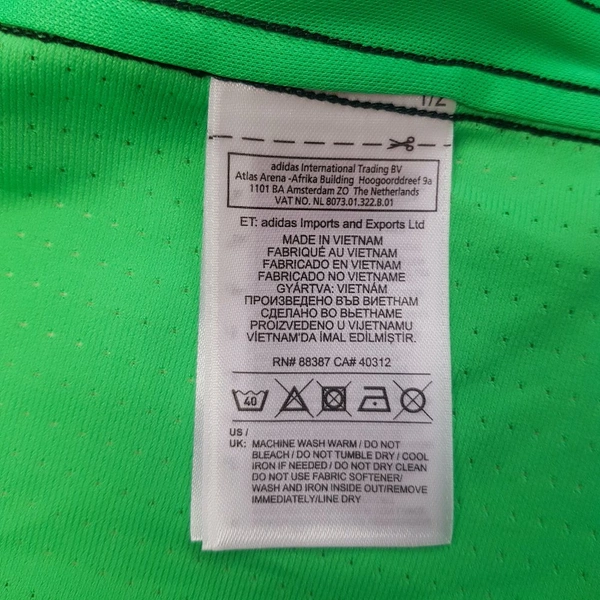 1/2
adidas International Trading BV
Atlas Arena -Afrika Building Hoogoorddreef 9a
1101 BA Amsterdam ZO The Netherlands
VAT NO. NL 8073.01.322.B.01
ET: adidas Imports and Exports Ltd
MADE IN VIETNAM
FABRIQUÉ AU VIETNAM
FABRICADO EN VIETNAM
FABRICADO NO VIETNAME
GYÁRTVA: VIETNÁM
ПРОИЗВЕДЕНО ВЪВ ВИЕТНАМ
СДЕЛАНО ВО ВЬЕТНАМЕ
PROIZVEDENO U VIJETNAMU
VİETNAM'DA İMAL EDİLMİŞTİR.
RN# 88387 CA# 40312
40
US /
UK: MACHINE WASH WARM / DO NOT
BLEACH / DO NOT TUMBLE DRY / COOL
IRON IF NEEDED / DO NOT DRY CLEAN
DO NOT USE FABRIC SOFTENER/
WASH AND IRON INSIDE OUT/REMOVE
IMMEDIATELY/LINE DRY